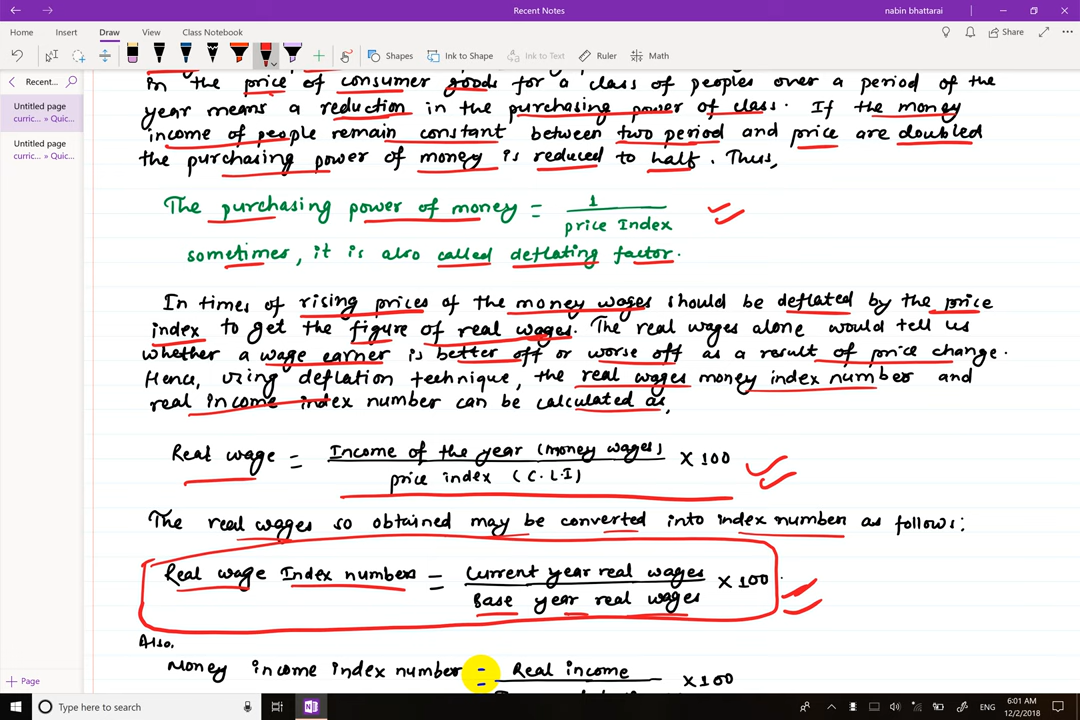 Recent Notes
nabin bhattarai
Home Insert Draw View Class Notebook
Share
Shapes Ink to Shape Ink to Text Ruler Math
Recent...
Untitled page
curric... » Quic...
Untitled page
curric... » Quic...
in the price of consumer goods for a class of peoples over a period of the
year means a reduction in the purchasing power of class. If the money
income of people remain constant between two period and price are doubled
the purchasing power of money is reduced to half. Thus,
The purchasing power of money = 1
price Index
sometimes, it is also called deflating factor.
In times of rising prices of the money wages should be deflated by the price
index to get the figure of real wages. The real wages alone would tell us
whether a wage earner is better off or worse off as a result of price change.
Hence, using deflation technique, the real wages money index number and
real income index number can be calculated as,
Real wage = Income of the year (money wages) × 100
price index (C.L.I)
The real wages so obtained may be converted into index number as follows:
Real wage Index numbers = Current year real wages × 100
Base year real wages
Also,
Money income index number = Real income ×100
+ Page
Type here to search
ENG
6:01 AM
12/2/2018